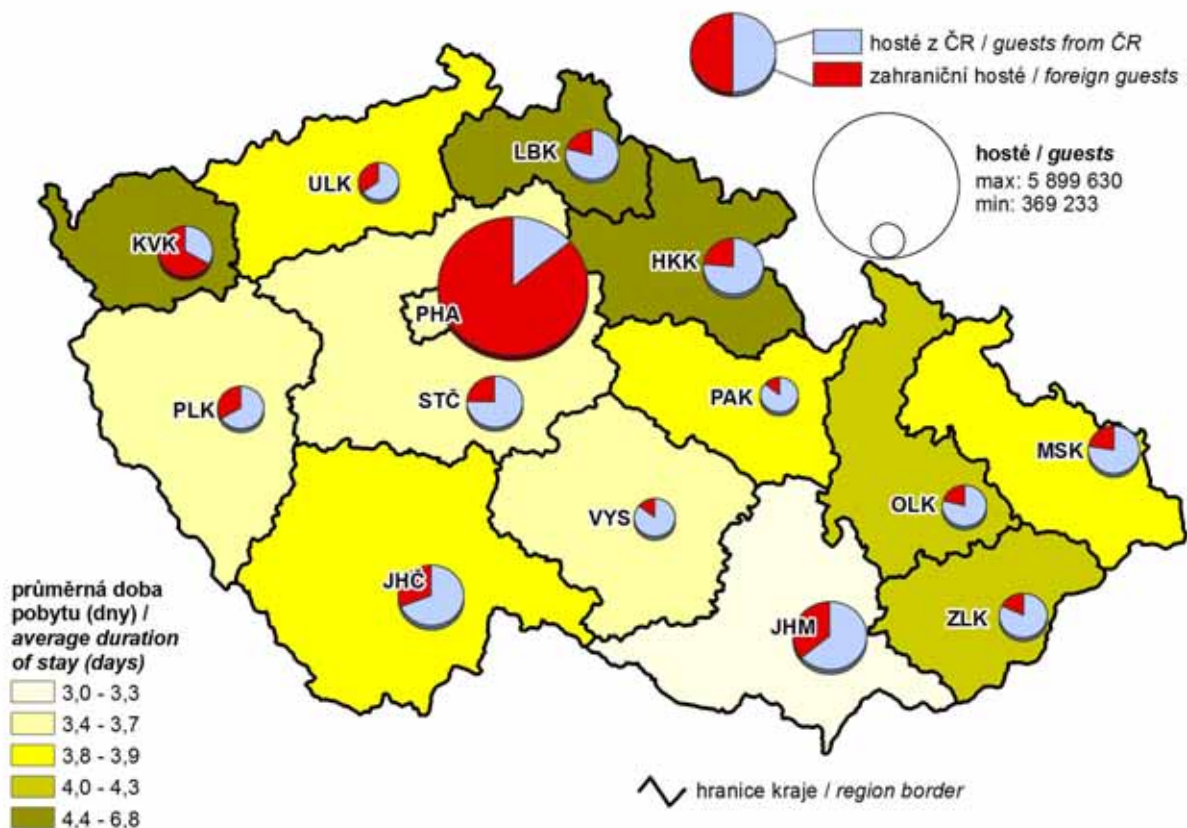 hosté z ČR / guests from ČR
zahraniční hosté / foreign guests
hosté / guests
max: 5 899 630
min: 369 233
LBK
ULK
KVK
HKK
PHA
PLK
STČ
PAK
MSK
OLK
VYS
JHČ
JHM
ZLK
průměrná doba
pobytu (dny) /
average duration
of stay (days)
3,0 - 3,3
3,4 - 3,7
3,8 - 3,9
4,0 - 4,3
4,4 - 6,8
hranice kraje / region border